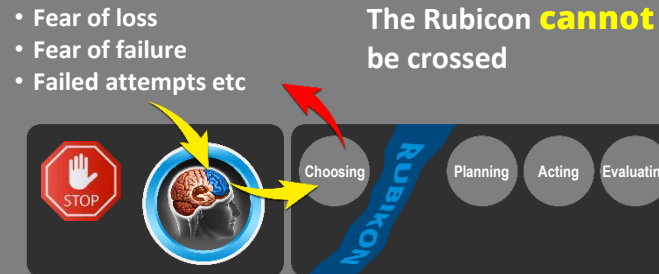 • Fear of loss
• Fear of failure
• Failed attempts etc
The Rubicon cannot
be crossed
STOP
Choosing
RUBIKON
Planning
Acting
Evaluatin